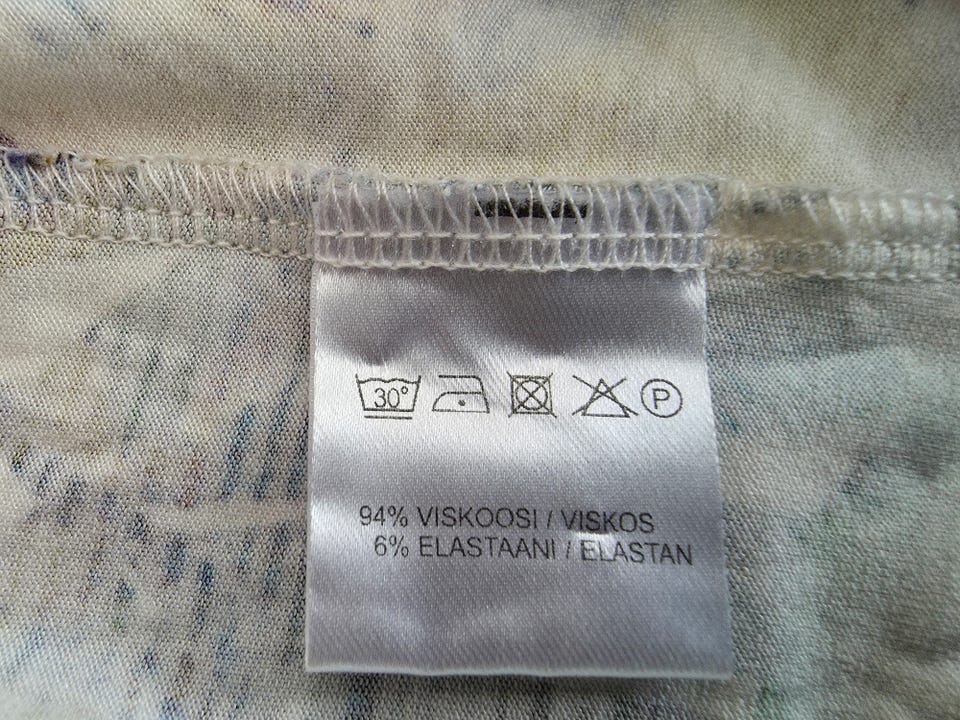 30°
P
94% VISKOOSI / VISKOS
6% ELASTAANI / ELASTAN